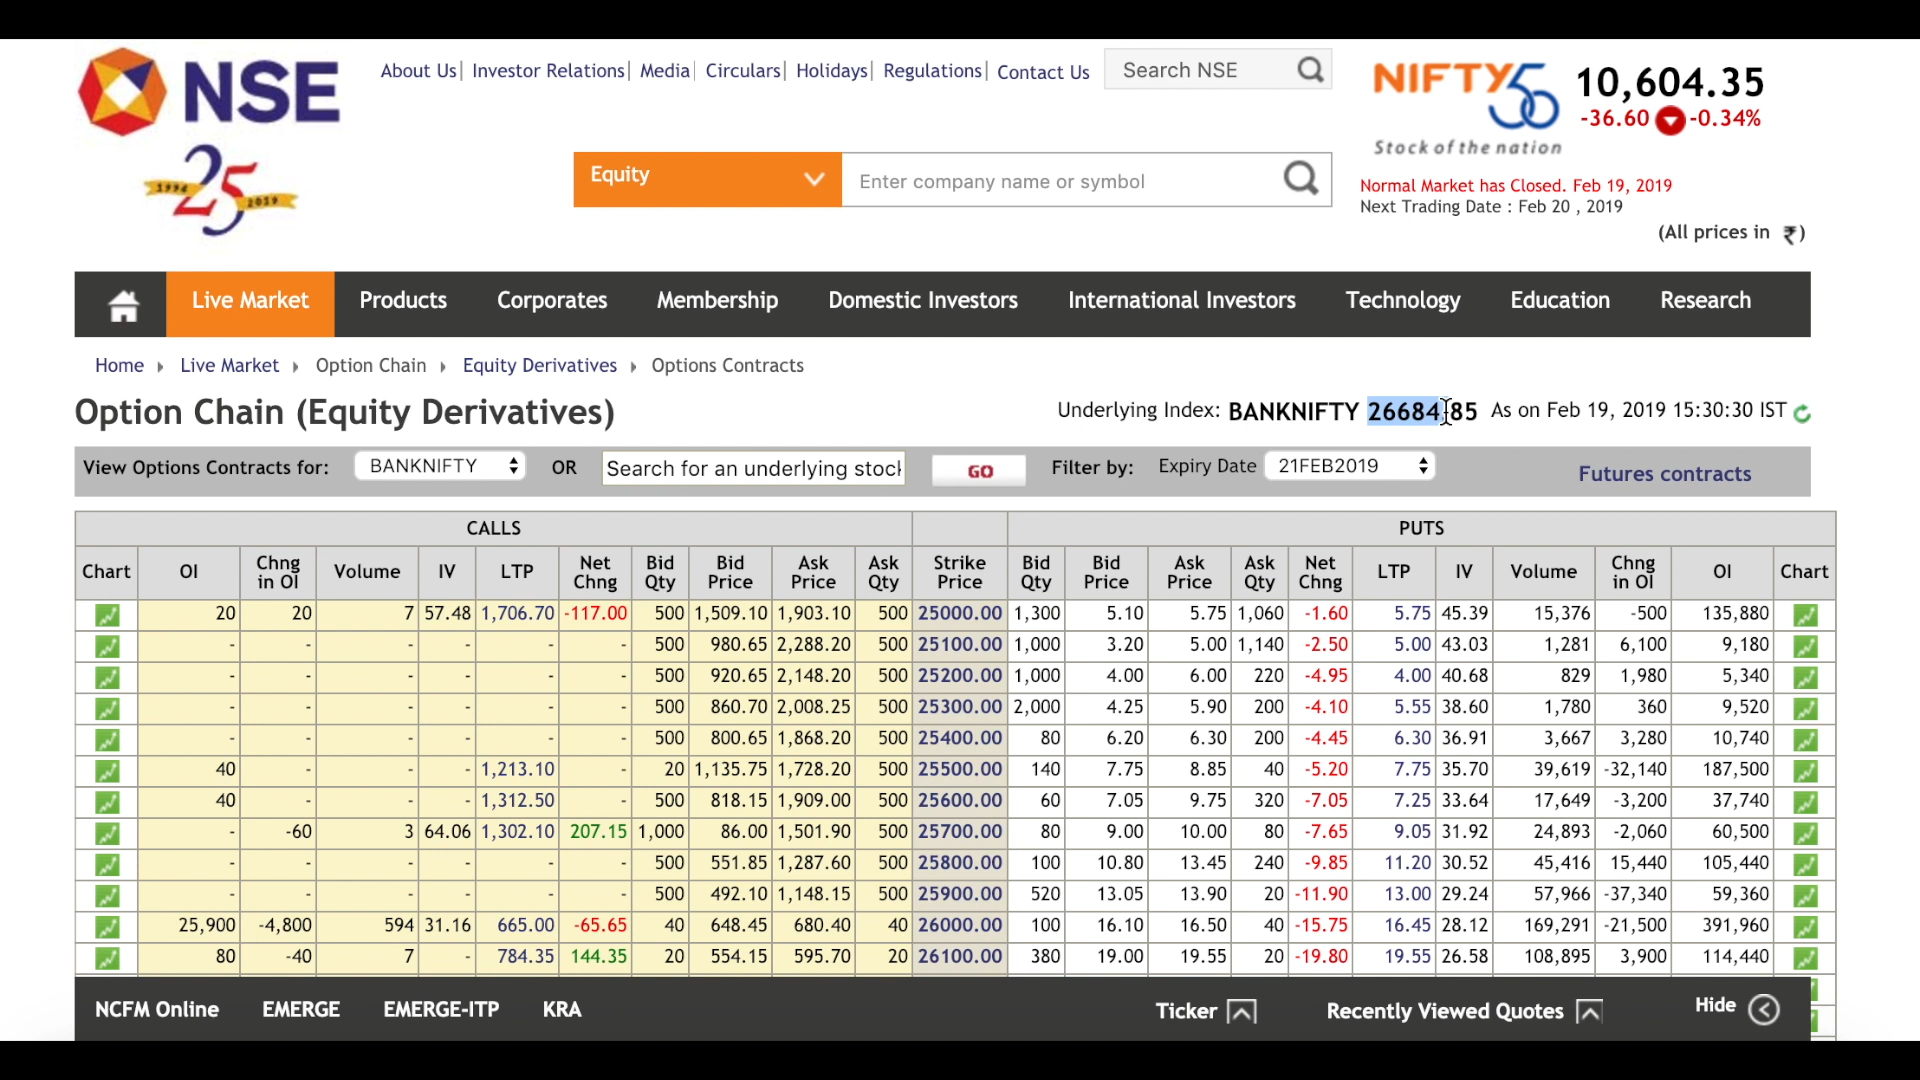 NSE
1994 25 2019
About Us| Investor Relations| Media| Circulars| Holidays| Regulations| Contact Us
Search NSE
Equity
Enter company name or symbol
NIFTY 50
Stock of the nation
10,604.35
-36.60 -0.34%
Normal Market has Closed. Feb 19, 2019
Next Trading Date : Feb 20 , 2019
(All prices in ₹)
Live Market Products Corporates Membership Domestic Investors International Investors Technology Education Research
Home Live Market Option Chain Equity Derivatives Options Contracts
Option Chain (Equity Derivatives)
Underlying Index: BANKNIFTY 26684.85 As on Feb 19, 2019 15:30:30 IST
View Options Contracts for: BANKNIFTY OR Search for an underlying stock GO Filter by: Expiry Date 21FEB2019 Futures contracts
CALLS PUTS
Chart OI Chng in OI Volume IV LTP Net Chng Bid Qty Bid Price Ask Price Ask Qty Strike Price Bid Qty Bid Price Ask Price Ask Qty Net Chng LTP IV Volume Chng in OI OI Chart
20 20 7 57.48 1,706.70 -117.00 500 1,509.10 1,903.10 500 25000.00 1,300 5.10 5.75 1,060 -1.60 5.75 45.39 15,376 -500 135,880
- - - - - - 500 980.65 2,288.20 500 25100.00 1,000 3.20 5.00 1,140 -2.50 5.00 43.03 1,281 6,100 9,180
- - - - - - 500 920.65 2,148.20 500 25200.00 1,000 4.00 6.00 220 -4.95 4.00 40.68 829 1,980 5,340
- - - - - - 500 860.70 2,008.25 500 25300.00 2,000 4.25 5.90 200 -4.10 5.55 38.60 1,780 360 9,520
- - - - - - 500 800.65 1,868.20 500 25400.00 80 6.20 6.30 200 -4.45 6.30 36.91 3,667 3,280 10,740
40 - - - 1,213.10 - 20 1,135.75 1,728.20 500 25500.00 140 7.75 8.85 40 -5.20 7.75 35.70 39,619 -32,140 187,500
40 - - - 1,312.50 - 500 818.15 1,909.00 500 25600.00 60 7.05 9.75 320 -7.05 7.25 33.64 17,649 -3,200 37,740
- -60 3 64.06 1,302.10 207.15 1,000 86.00 1,501.90 500 25700.00 80 9.00 10.00 80 -7.65 9.05 31.92 24,893 -2,060 60,500
- - - - - - 500 551.85 1,287.60 500 25800.00 100 10.80 13.45 240 -9.85 11.20 30.52 45,416 15,440 105,440
- - - - - - 500 492.10 1,148.15 500 25900.00 520 13.05 13.90 20 -11.90 13.00 29.24 57,966 -37,340 59,360
25,900 -4,800 594 31.16 665.00 -65.65 40 648.45 680.40 40 26000.00 100 16.10 16.50 40 -15.75 16.45 28.12 169,291 -21,500 391,960
80 -40 7 - 784.35 144.35 20 554.15 595.70 20 26100.00 380 19.00 19.55 20 -19.80 19.55 26.58 108,895 3,900 114,440
NCFM Online EMERGE EMERGE-ITP KRA Ticker Recently Viewed Quotes Hide